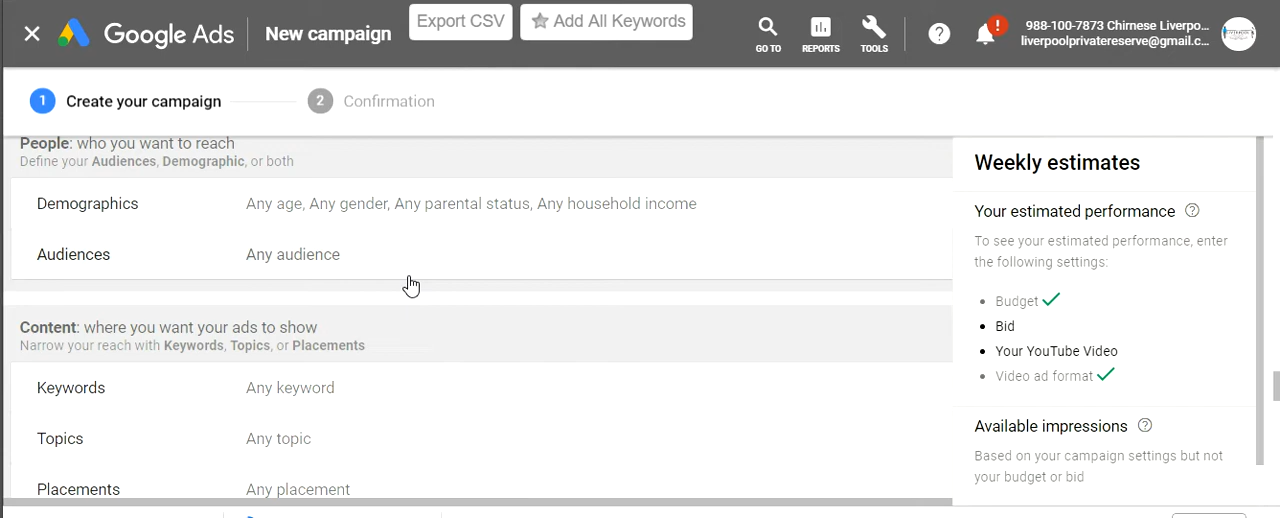 Export CSV
Add All Keywords
Google Ads
New campaign
GO TO
REPORTS
TOOLS
?
!
988-100-7873 Chirnese Liverpo...
liverpoolprivatereserve@gmail.c...
1 Create your campaign
2 Confirmation
People: who you want to reach
Define your Audiences, Demographic, or both
Demographics Any age, Any gender, Any parental status, Any household income
Audiences Any audience
Content: where you want your ads to show
Narrow your reach with Keywords, Topics, or Placements
Keywords Any keyword
Topics Any topic
Placements Any placement
Weekly estimates
Your estimated performance ?
To see your estimated performance, enter
the following settings:
• Budget
• Bid
• Your YouTube Video
• Video ad format
Available impressions ?
Based on your campaign settings but not
your budget or bid